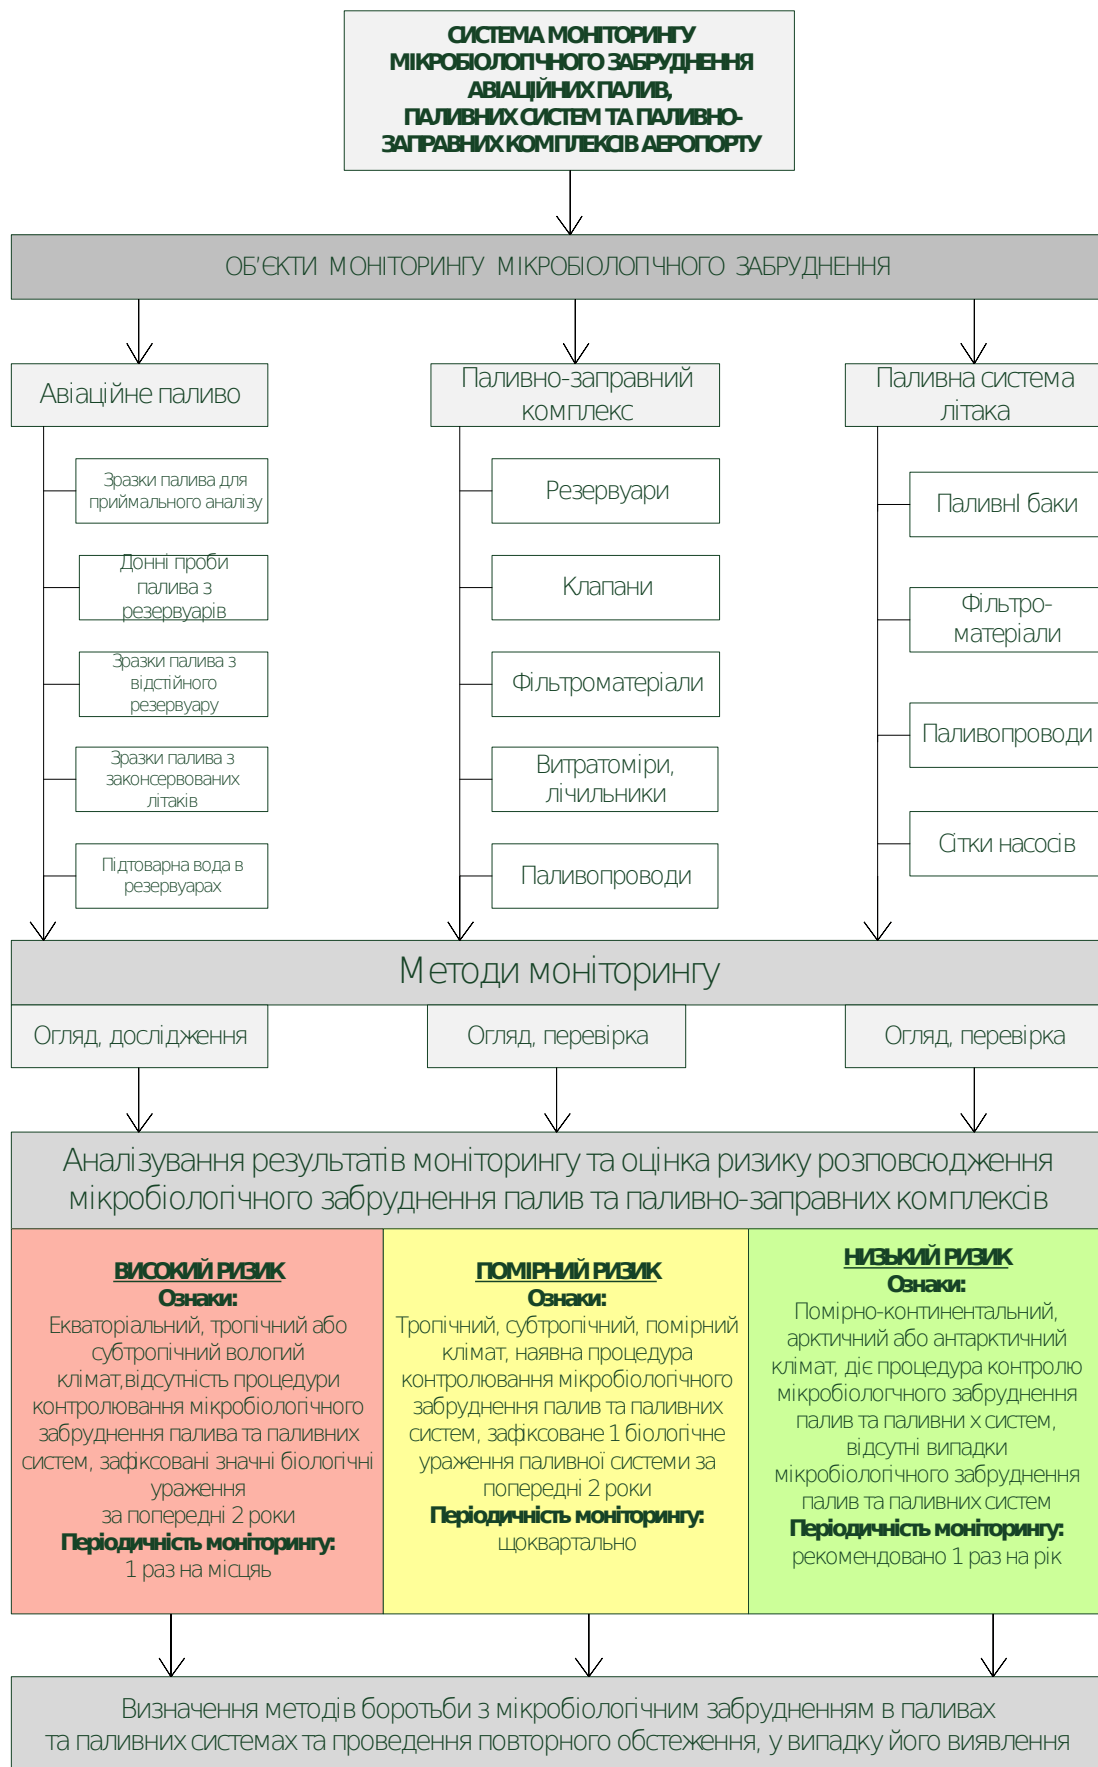 СИСТЕМА МОНІТОРИНГУ
МІКРОБІОЛОГІЧНОГО ЗАБРУДНЕННЯ
АВІАЦІЙНИХ ПАЛИВ,
ПАЛИВНИХ СИСТЕМ ТА ПАЛИВНО-
ЗАПРАВНИХ КОМПЛЕКСІВ АЕРОПОРТУ
ОБ'ЄКТИ МОНІТОРИНГУ МІКРОБІОЛОГІЧНОГО ЗАБРУДНЕННЯ
Авіаційне паливо
Зразки палива для
приймального аналізу
Донні проби
палива з
резервуарів
Зразки палива з
відстійного
резервуару
Зразки палива з
законсервованих
літаків
Підтоварна вода в
резервуарах
Паливно-заправний
комплекс
Резервуари
Клапани
Фільтроматеріали
Витратоміри,
лічильники
Паливопроводи
Паливна система
літака
ПаливнІ баки
Фільтро-
матеріали
Паливопроводи
Сітки насосів
Методи моніторингу
Огляд, дослідження
Огляд, перевірка
Огляд, перевірка
Аналізування результатів моніторингу та оцінка ризику розповсюдження
мікробіологічного забруднення палив та паливно-заправних комплексів
ВИСОКИЙ РИЗИК
Ознаки:
Екваторіальний, тропічний або
субтропічний вологий
клімат,відсутність процедури
контролювання мікробіологічного
забруднення палива та паливних
систем, зафіксовані значні біологічні
ураження
за попередні 2 роки
Періодичність моніторингу:
1 раз на місцяь
ПОМІРНИЙ РИЗИК
Ознаки:
Тропічний, субтропічний, помірний
клімат, наявна процедура
контролювання мікробіологічного
забруднення палив та паливних
систем, зафіксоване 1 біологічне
ураження паливної системи за
попередні 2 роки
Періодичність моніторингу:
щоквартально
НИЗЬКИЙ РИЗИК
Ознаки:
Помірно-континентальний,
арктичний або антарктичний
клімат, діє процедура контролю
мікробіологчного забруднення
палив та паливни х систем,
відсутні випадки
мікробіологічного забруднення
палив та паливних систем
Періодичність моніторингу:
рекомендовано 1 раз на рік
Визначення методів боротьби з мікробіологічним забрудненням в паливах
та паливних системах та проведення повторного обстеження, у випадку його виявлення